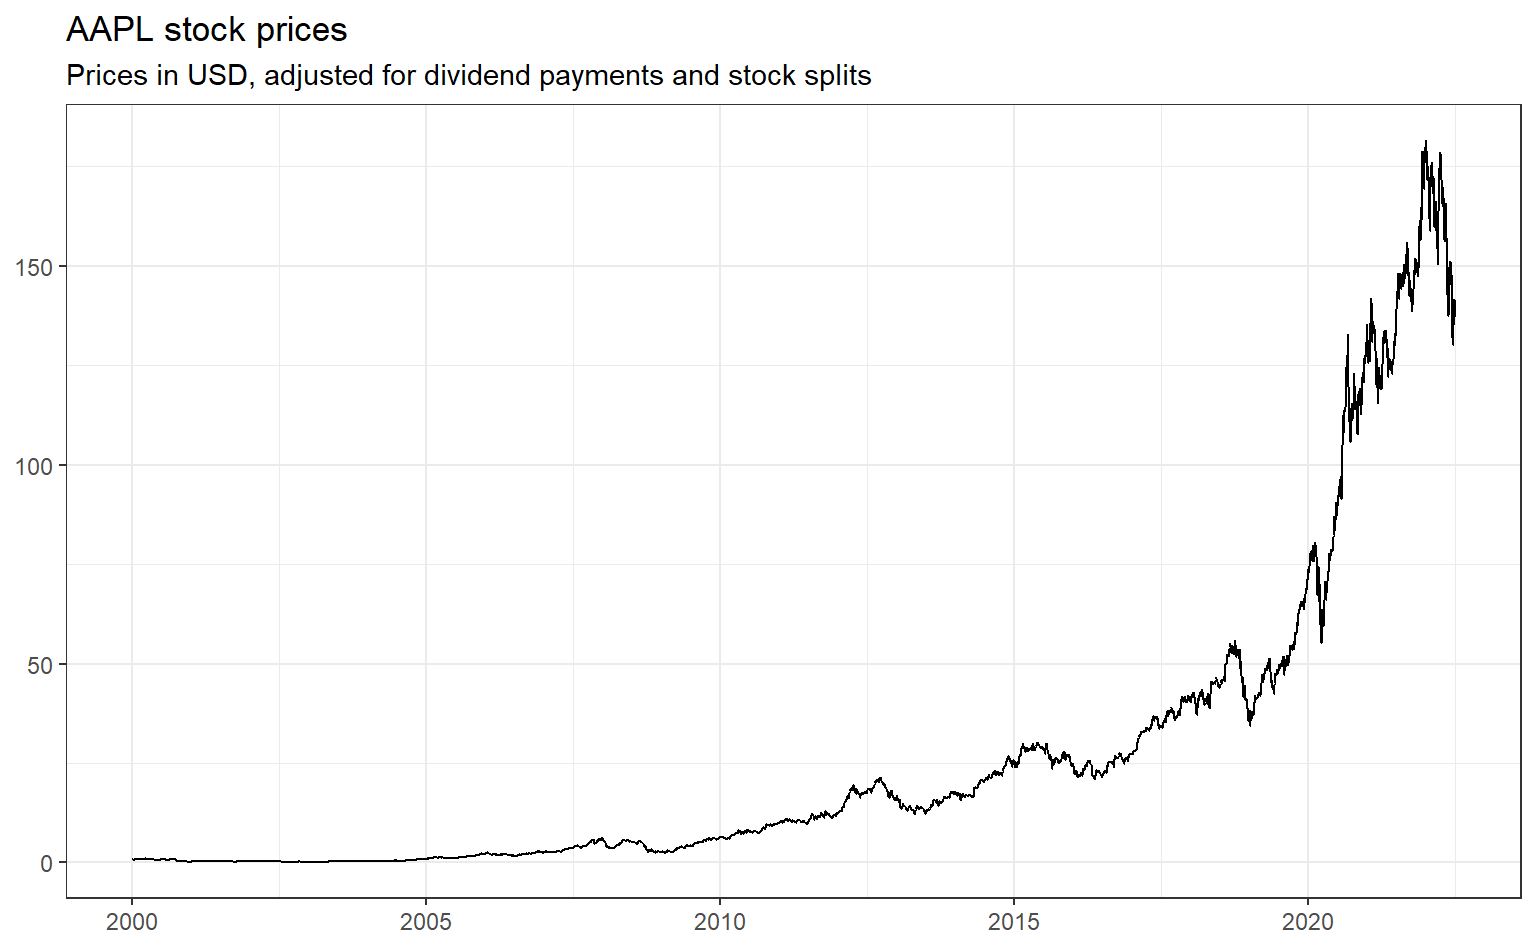 AAPL stock prices
Prices in USD, adjusted for dividend payments and stock splits
150
100
50
0
2000 2005 2010 2015 2020